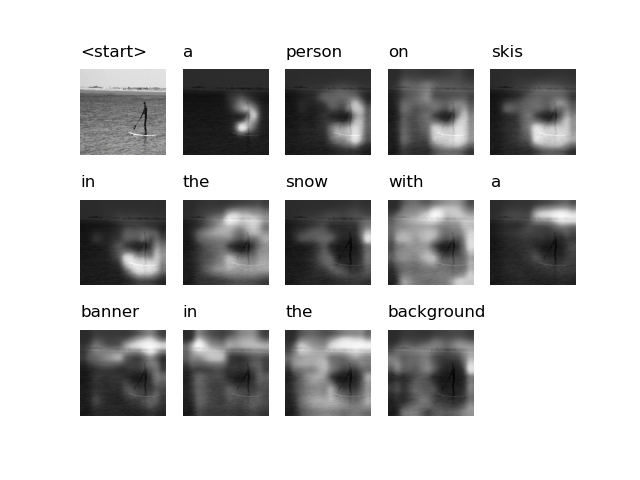 <start> a person on skis
in the snow with a
banner in the background